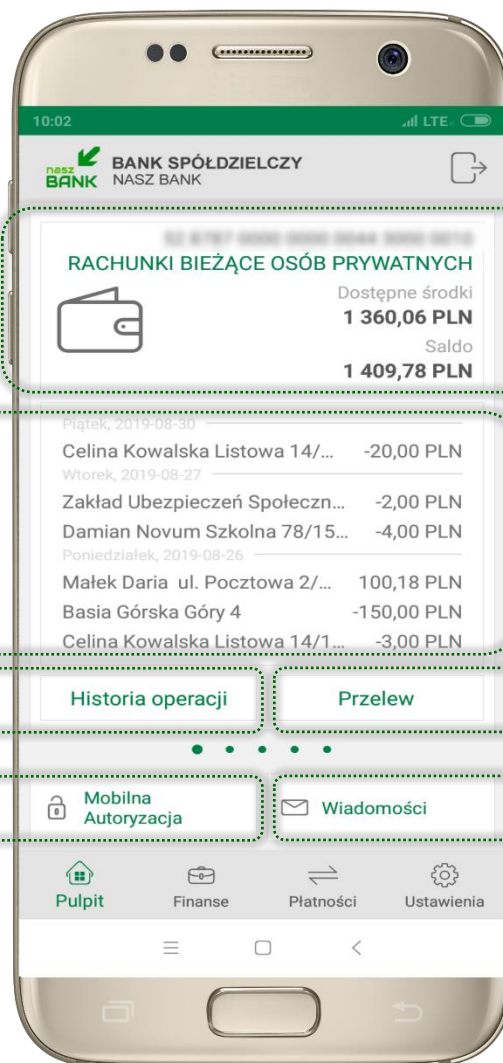 10:02 LTE
nasz BANK
BANK SPÓŁDZIELCZY
NASZ BANK
RACHUNKI BIEŻĄCE OSÓB PRYWATNYCH
Dostępne środki
1 360,06 PLN
Saldo
1 409,78 PLN
Piątek, 2019-08-30
Celina Kowalska Listowa 14/... -20,00 PLN
Wtorek, 2019-08-27
Zakład Ubezpieczeń Społeczn... -2,00 PLN
Damian Novum Szkolna 78/15... -4,00 PLN
Poniedziałek, 2019-08-26
Małek Daria ul. Pocztowa 2/... 100,18 PLN
Basia Górska Góry 4 -150,00 PLN
Celina Kowalska Listowa 14/1... -3,00 PLN
Historia operacji Przelew
Mobilna
Autoryzacja
Wiadomości
Pulpit Finanse Płatności Ustawienia